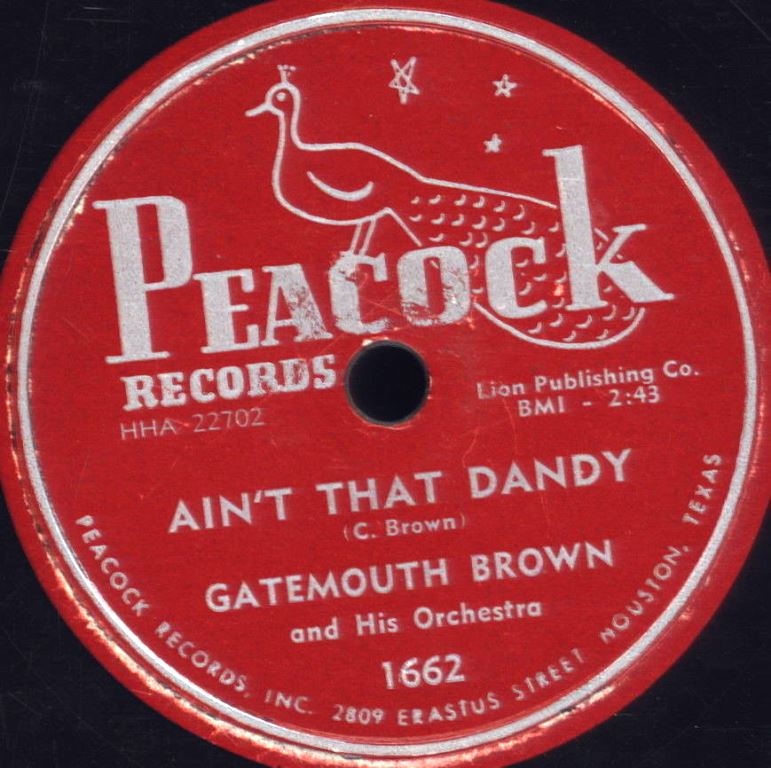 PEACOCK
RECORDS
HHA 22702
Lion Publishing Co.
BMI - 2:43
AIN'T THAT DANDY
(C. Brown)
GATEMOUTH BROWN
and His Orchestra
1662
PEACOCK RECORDS, INC. 2809 ERASTUS STREET HOUSTON, TEXAS